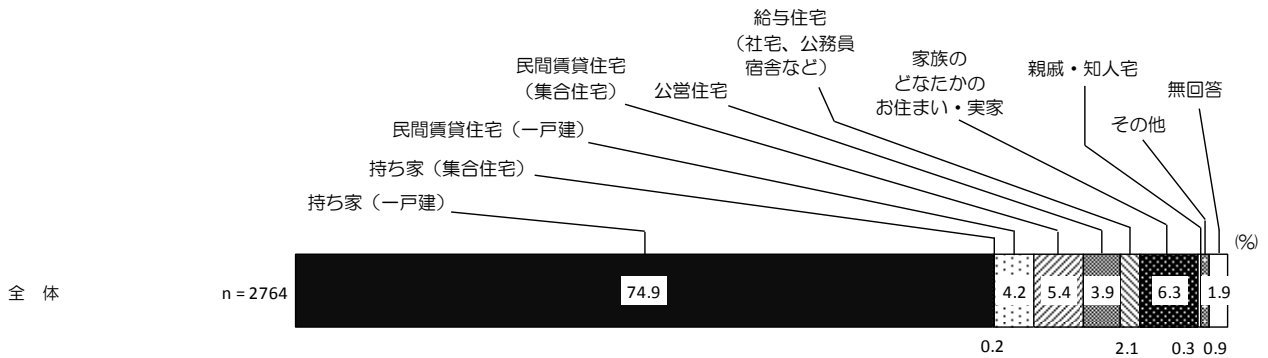 給与住宅
（社宅、公務員
宿舎など）
家族の
どなたかの
お住まい・実家
親戚・知人宅
無回答
民間賃貸住宅
（集合住宅）
公営住宅
その他
民間賃貸住宅（一戸建）
持ち家（集合住宅）
持ち家（一戸建）
(%)
全　体
n = 2764
74.9
4.2
5.4
3.9
6.3
1.9
0.2
2.1
0.3
0.9